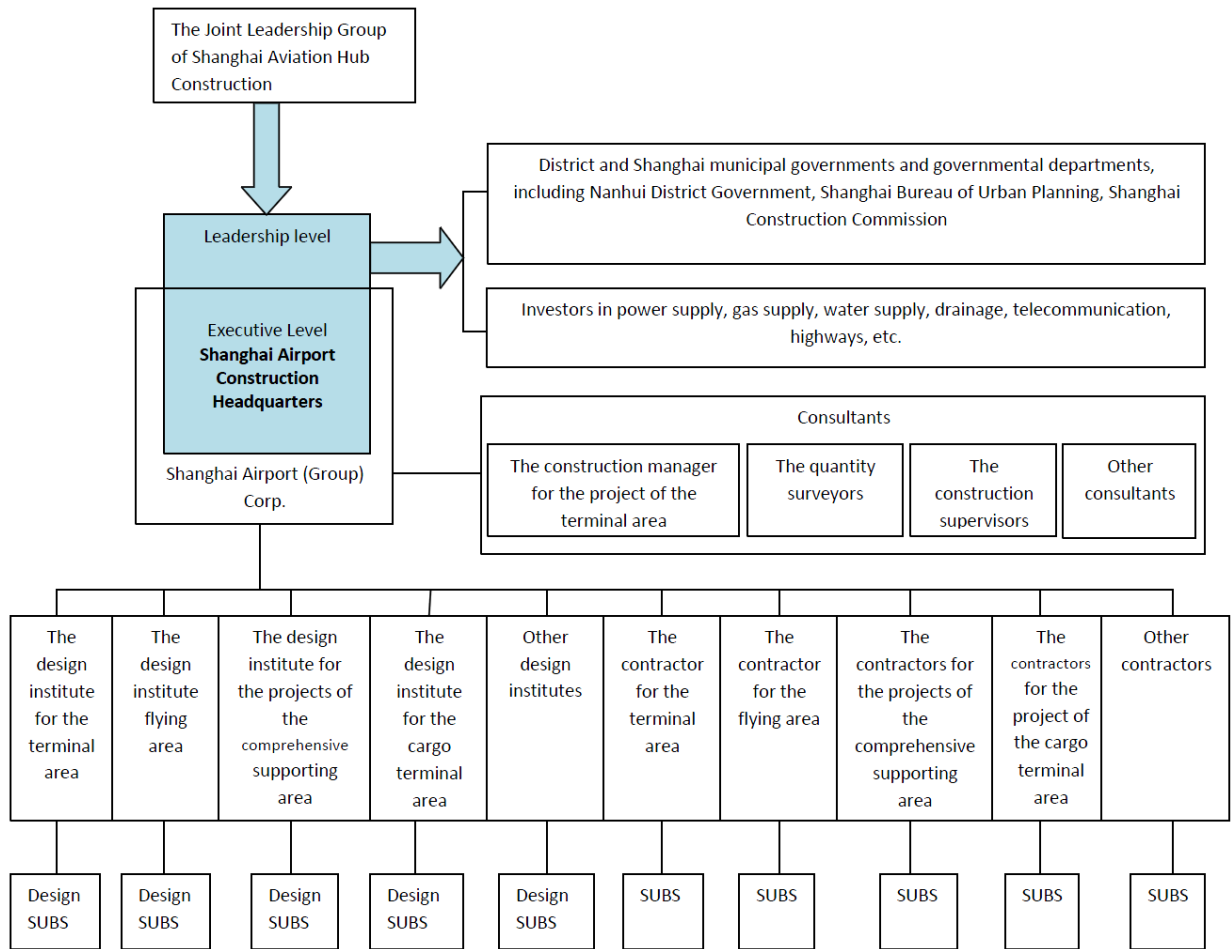 The Joint Leadership Group
of Shanghai Aviation Hub
Construction
District and Shanghai municipal governments and governmental departments,
including Nanhui District Government, Shanghai Bureau of Urban Planning, Shanghai
Construction Commission
Leadership level
Investors in power supply, gas supply, water supply, drainage, telecommunication,
highways, etc.
Executive Level
Shanghai Airport
Construction
Headquarters
Shanghai Airport (Group)
Corp.
Consultants
The construction manager
for the project of the
terminal area
The quantity
surveyors
The
construction
supervisors
Other
consultants
The
design
institute
for the
terminal
area
The
design
institute
flying
area
The design
institute for
the projects of
the
comprehensive
supporting
area
The
design
institute
for the
cargo
terminal
area
Other
design
institutes
The
contractor
for the
terminal
area
The
contractor
for the
flying area
The
contractors for
the projects of
the
comprehensive
supporting
area
The
contractors
for the
project of
the cargo
terminal
area
Other
contractors
Design
SUBS
Design
SUBS
Design
SUBS
Design
SUBS
Design
SUBS
SUBS
SUBS
SUBS
SUBS
SUBS